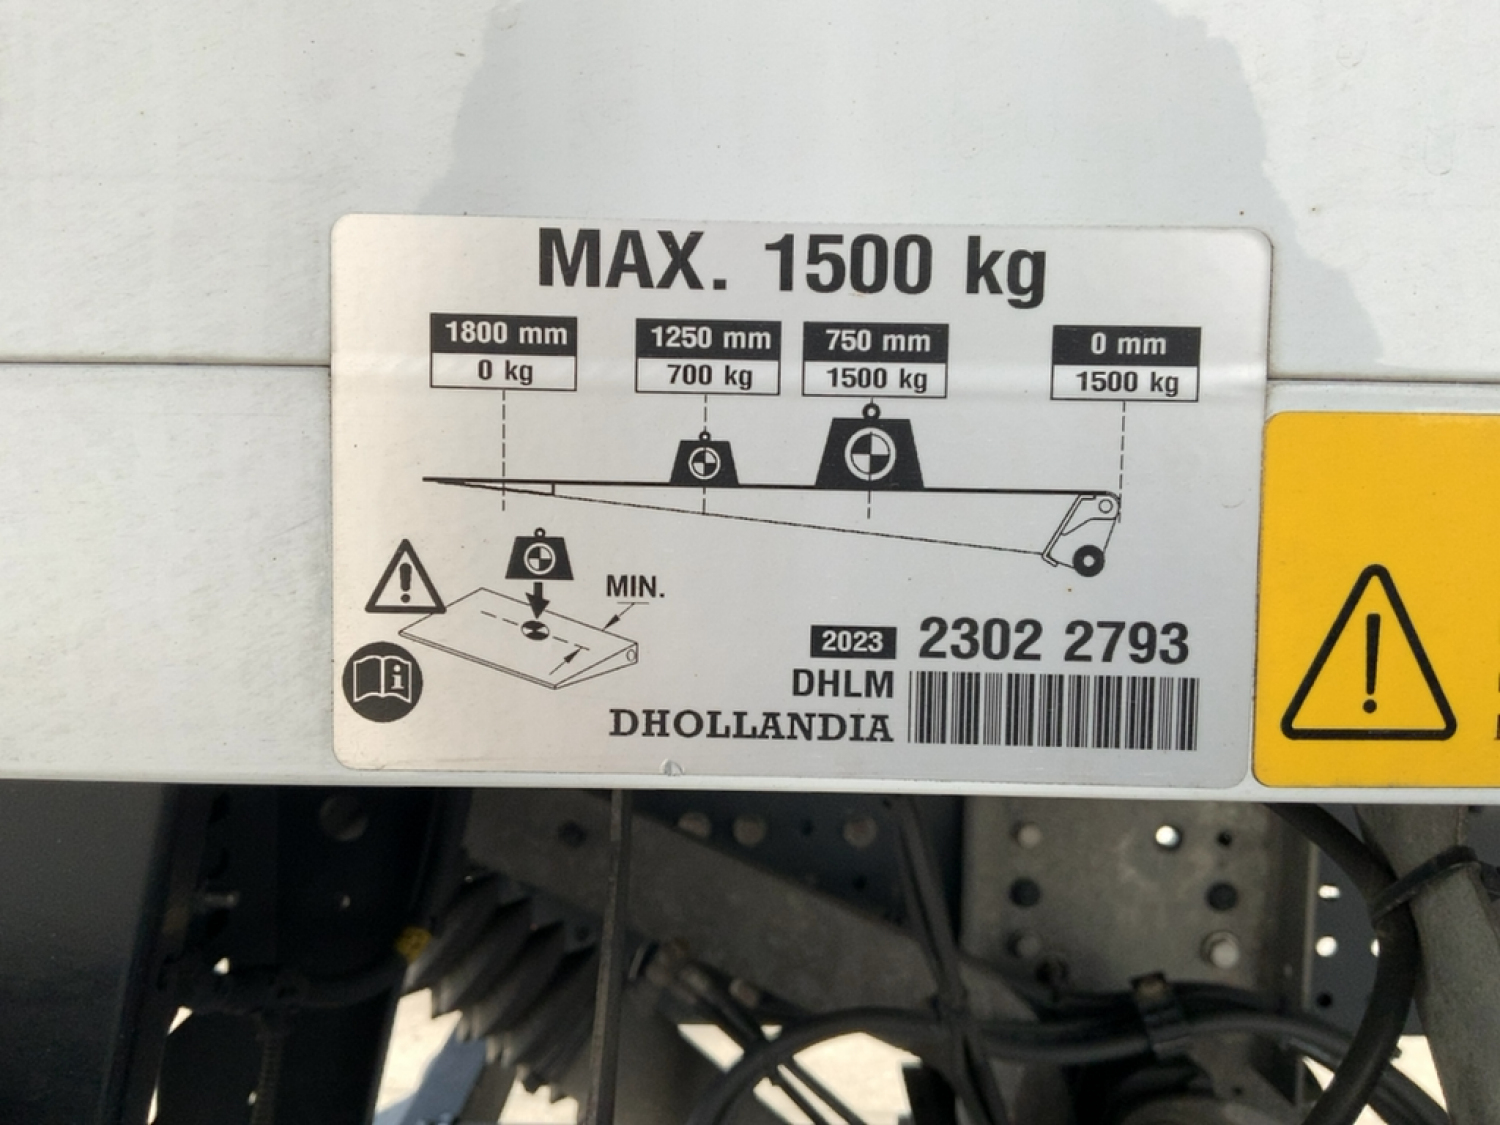 MAX. 1500 kg
1800 mm 1250 mm 750 mm 0 mm
0 kg 700 kg 1500 kg 1500 kg
MIN.
2023 2302 2793
DHLM
DHOLLANDIA